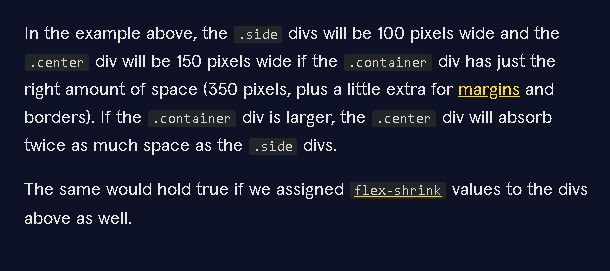 In the example above, the .side divs will be 100 pixels wide and the
.center div will be 150 pixels wide if the .container div has just the
right amount of space (350 pixels, plus a little extra for margins and
borders). If the .container div is larger, the .center div will absorb
twice as much space as the .side divs.
The same would hold true if we assigned flex-shrink values to the divs
above as well.